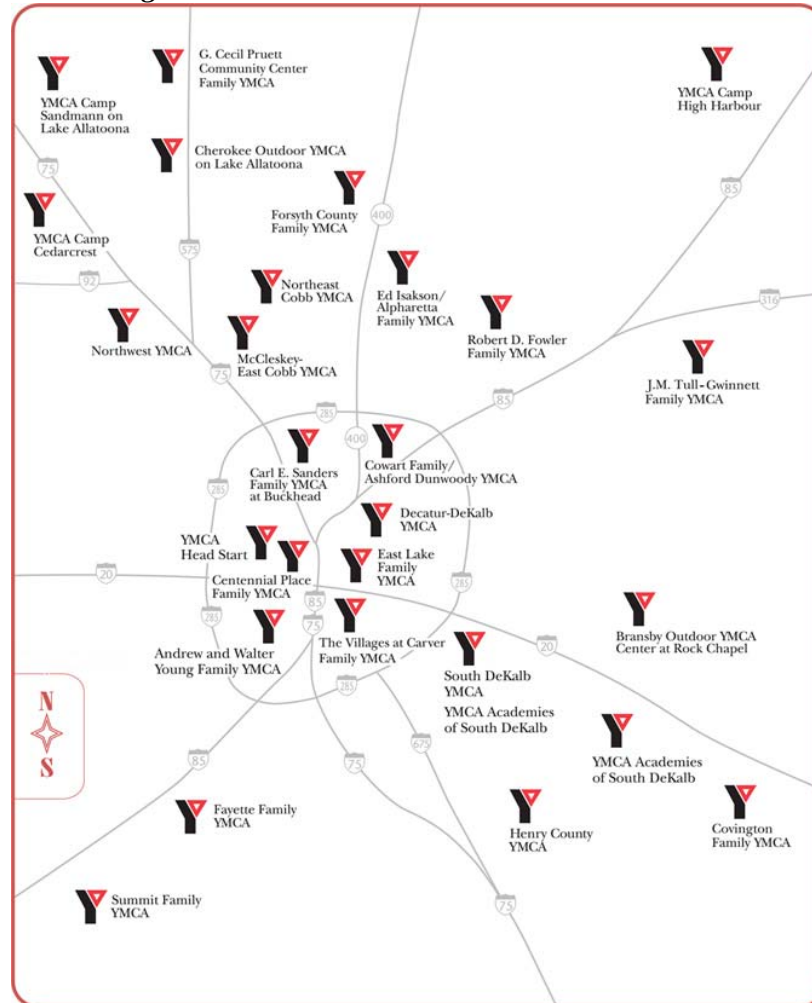 G. Cecil Pruett
Community Center
Family YMCA
YMCA Camp
Sandmann on
Lake Allatoona
YMCA Camp
High Harbour
Cherokee Outdoor YMCA
on Lake Allatoona
75
85
Forsyth County
Family YMCA
400
YMCA Camp
Cedarcrest
575
92
Northeast
Cobb YMCA
Ed Isakson/
Alpharetta
Family YMCA
316
Robert D. Fowler
Family YMCA
Northwest YMCA
McCleskey-
East Cobb YMCA
75
J.M. Tull-Gwinnett
Family YMCA
85
285
400
Carl E. Sanders
Family YMCA
at Buckhead
Cowart Family/
Ashford Dunwoody YMCA
285
Decatur-DeKalb
YMCA
YMCA
Head Start
East Lake
Family
YMCA
20
Centennial Place
Family YMCA
285
85
285
75
Bransby Outdoor YMCA
Center at Rock Chapel
Andrew and Walter
Young Family YMCA
The Villages at Carver
Family YMCA
20
South DeKalb
YMCA
YMCA Academies
of South DeKalb
285
N
S
675
85
75
YMCA Academies
of South DeKalb
Fayette Family
YMCA
Henry County
YMCA
Covington
Family YMCA
Summit Family
YMCA
75